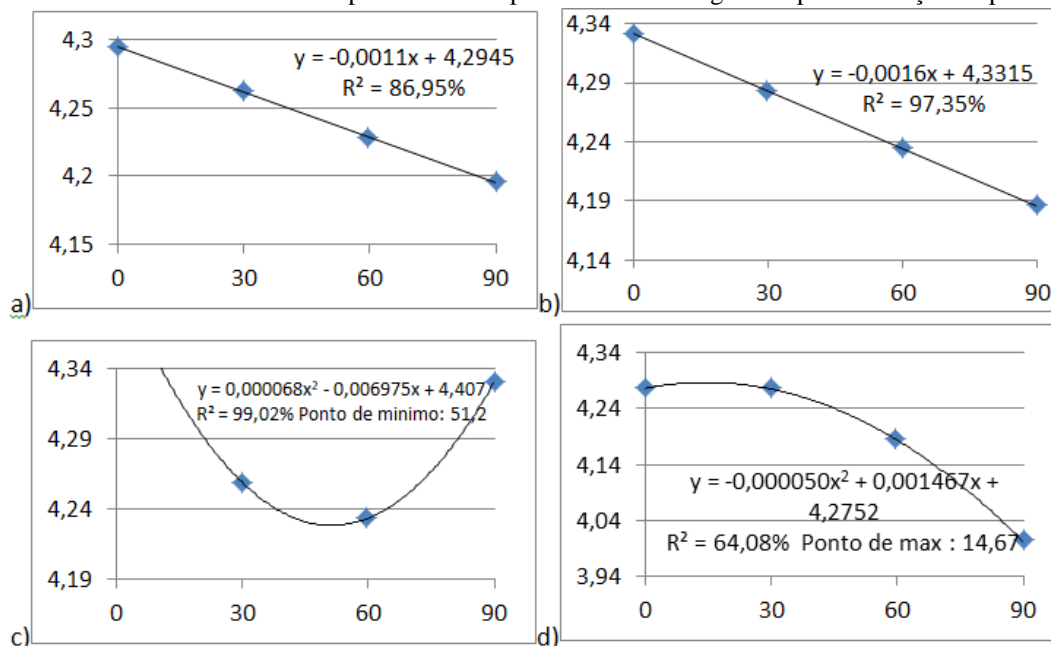 4,3
4,25
4,2
4,15
0 30 60 90
y = -0,0011x + 4,2945
R² = 86,95%
a)
4,34
4,29
4,24
4,19
4,14
0 30 60 90
y = -0,0016x + 4,3315
R² = 97,35%
b)
4,34
4,29
4,24
4,19
0 30 60 90
y = 0,000068x² - 0,006975x + 4,4077
R² = 99,02% Ponto de minimo: 51,2
c)
4,34
4,24
4,14
4,04
3,94
0 30 60 90
y = -0,000050x² + 0,001467x +
4,2752
R² = 64,08% Ponto de max : 14,67
d)